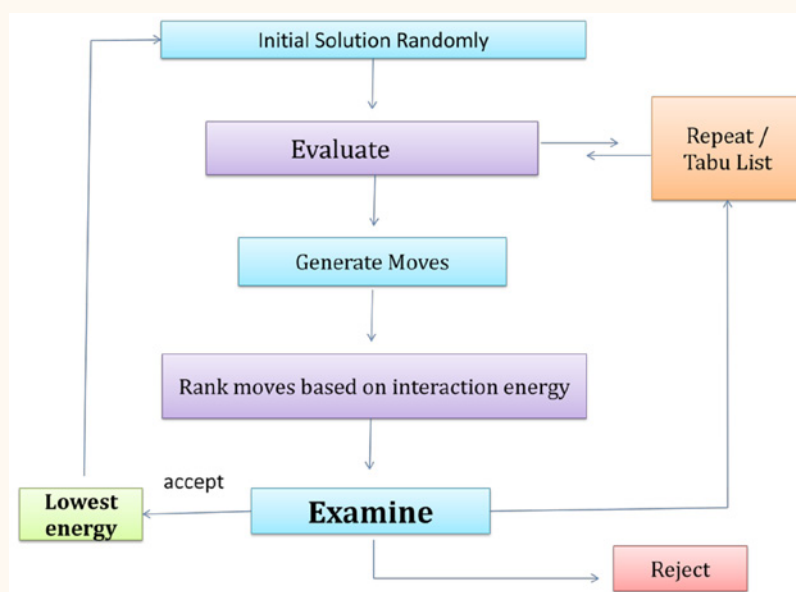 Initial Solution Randomly
Evaluate
Repeat /
Tabu List
Generate Moves
Rank moves based on interaction energy
accept
Lowest
energy
Examine
Reject